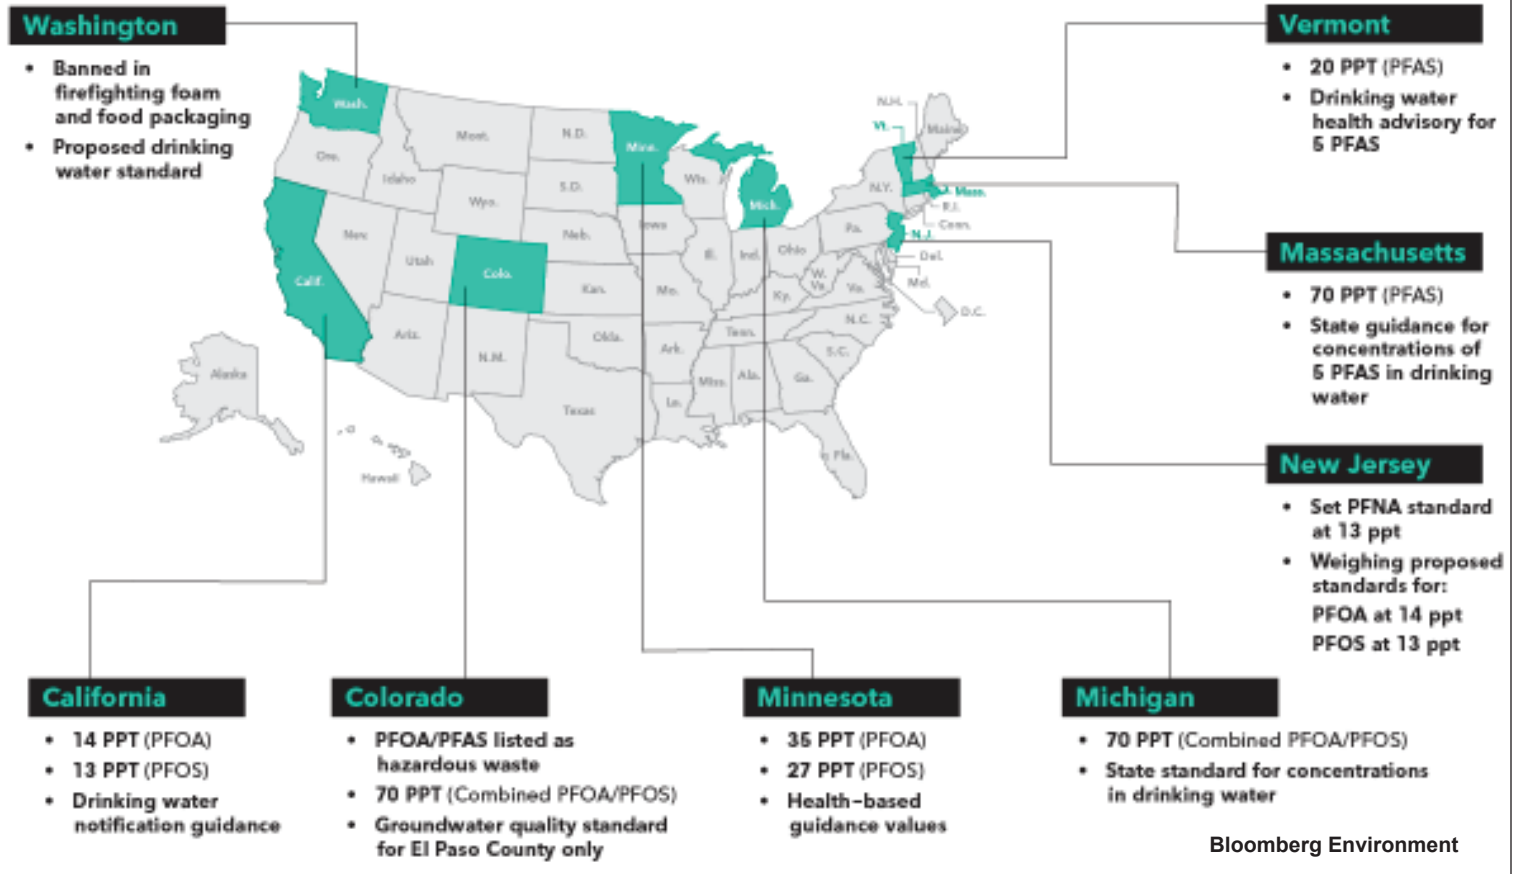 Washington
• Banned in
firefighting foam
and food packaging
• Proposed drinking
water standard
Vermont
• 20 PPT (PFAS)
• Drinking water
health advisory for
5 PFAS
Massachusetts
• 70 PPT (PFAS)
• State guidance for
concentrations of
5 PFAS in drinking
water
New Jersey
• Set PFNA standard
at 13 ppt
• Weighing proposed
standards for:
PFOA at 14 ppt
PFOS at 13 ppt
Wash.
Ore.
Calif.
Idaho
Nev.
Mont.
Wyo.
Utah
Ariz.
Colo.
N.M.
N.D.
S.D.
Neb.
Kan.
Okla.
Texas
Minn.
Iowa
Mo.
Ark.
La.
Wis.
Ill.
Mich.
Ind.
Ohio
Ky.
Tenn.
Miss.
Ala.
Ga.
Fla.
S.C.
N.C.
Va.
W.
Va.
Pa.
N.Y.
Vt.
N.H.
Maine
Mass.
R.I.
Conn.
N.J.
Del.
Md.
D.C.
Alaska
Hawaii
California
• 14 PPT (PFOA)
• 13 PPT (PFOS)
• Drinking water
notification guidance
Colorado
• PFOA/PFAS listed as
hazardous waste
• 70 PPT (Combined PFOA/PFOS)
• Groundwater quality standard
for El Paso County only
Minnesota
• 35 PPT (PFOA)
• 27 PPT (PFOS)
• Health-based
guidance values
Michigan
• 70 PPT (Combined PFOA/PFOS)
• State standard for concentrations
in drinking water
Bloomberg Environment